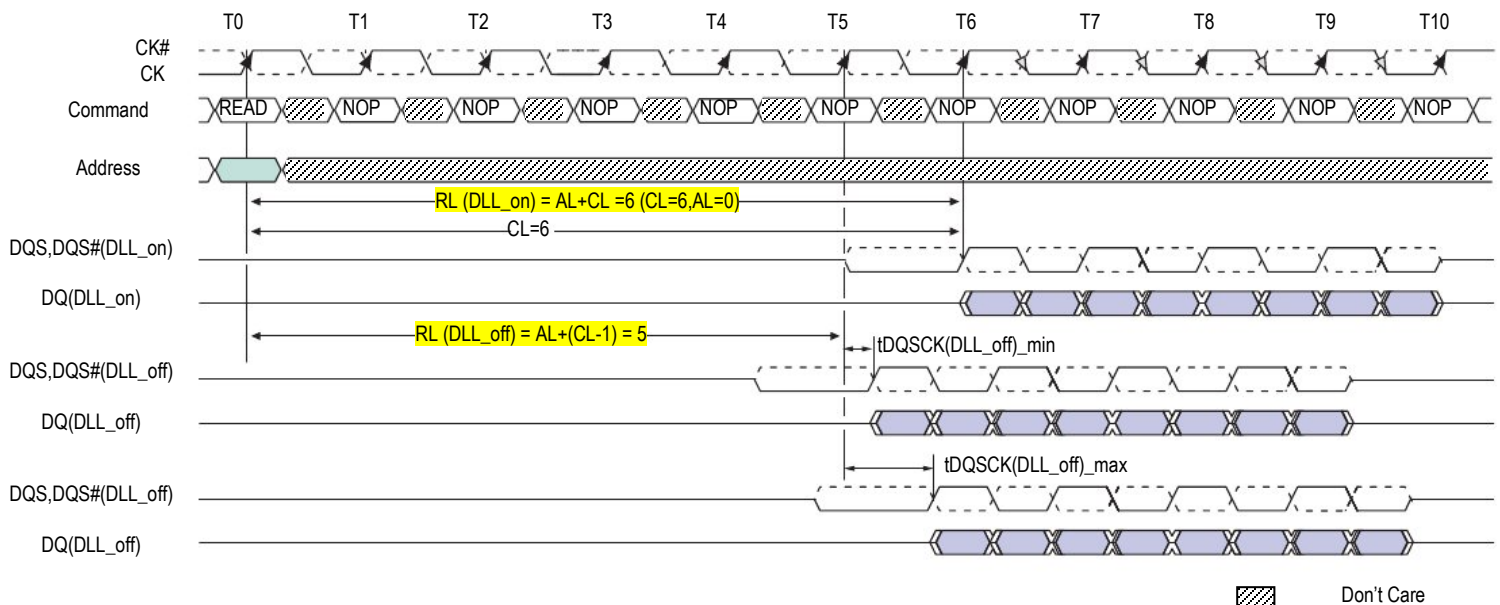 T0 T1 T2 T3 T4 T5 T6 T7 T8 T9 T10
CK#
CK
Command READ NOP NOP NOP NOP NOP NOP NOP NOP NOP NOP
Address
RL (DLL_on) = AL+CL =6 (CL=6,AL=0)
CL=6
DQS,DQS#(DLL_on)
DQ(DLL_on)
RL (DLL_off) = AL+(CL-1) = 5
tDQSCK(DLL_off)_min
DQS,DQS#(DLL_off)
DQ(DLL_off)
tDQSCK(DLL_off)_max
DQS,DQS#(DLL_off)
DQ(DLL_off)
Don't Care